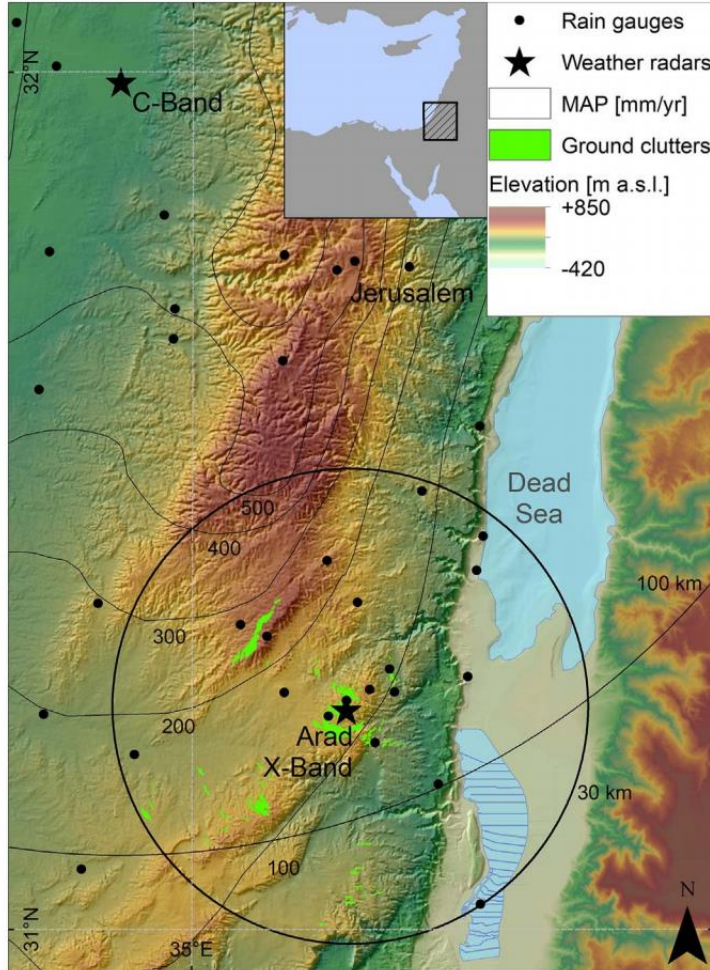 Rain gauges
Weather radars
MAP [mm/yr]
Ground clutters
Elevation [m a.s.l.]
+850
-420
32°N
C-Band
Jerusalem
Dead
Sea
500
400
300
200
100 km
Arad
X-Band
30 km
100
31°N
35°E
N